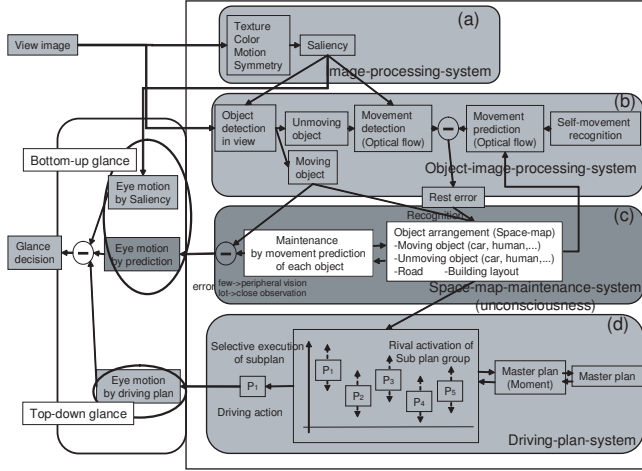 (a)
View image
Texture
Color
Motion
Symmetry
Saliency
Image-processing-system
(b)
Object
detection
in view
Unmoving
object
Movement
detection
(Optical flow)
Movement
prediction
(Optical flow)
Self-movement
recognition
Moving
object
Object-image-processing-system
Rest error
Bottom-up glance
Eye motion
by Saliency
Recognition
(c)
Glance
decision
Eye motion
by prediction
Maintenance
by movement prediction
of each object
Object arrangement (Space-map)
-Moving object (car, human,...)
-Unmoving object (car, human,...)
-Road -Building layout
error
few->peripheral vision
lot->close observation
Space-map-maintenance-system
(unconsciousness)
(d)
Selective execution
of subplan
Rival activation of
Sub plan group
P1
P2
P3
P4
P5
Master plan
(Moment)
Master plan
Eye motion
by driving plan
P1
Driving action
Top-down glance
Driving-plan-system